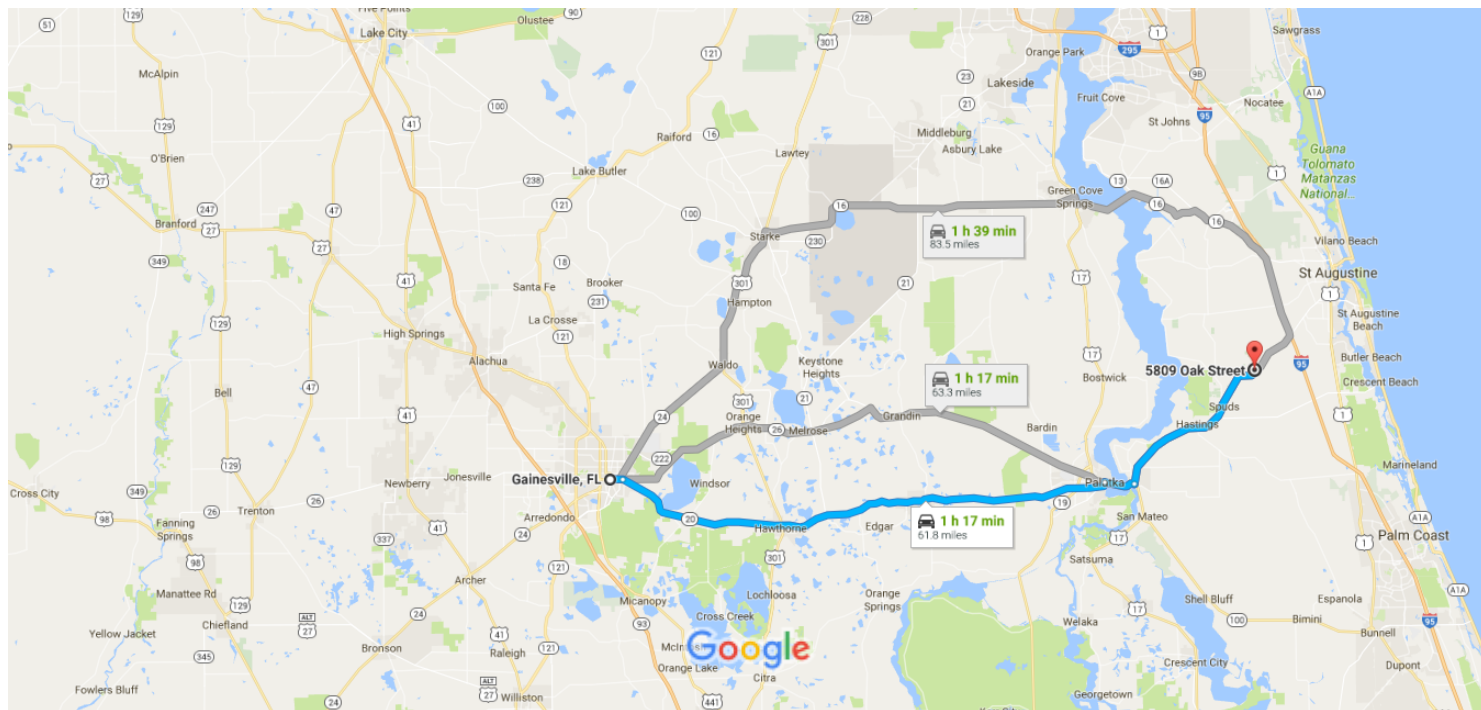 Five Points
Olustee
Lake City
McAlpin
Raiford
Lawtey
O'Brien
Lake Butler
Branford
Starke
Hampton
Brooker
Santa Fe
La Crosse
High Springs
Alachua
Waldo
Keystone Heights
Bell
Orange Heights
Melrose
Grandin
Bostwick
Bardin
Orange Park
Lakeside
Fruit Cove
Middleburg
Asbury Lake
Green Cove Springs
St Johns
Nocatee
Sawgrass
Guana
Tolomato
Matanzas
National...
Vilano Beach
St Augustine
St Augustine Beach
Butler Beach
Crescent Beach
1 h 39 min
83.5 miles
1 h 17 min
63.3 miles
5809 Oak Street
Spuds
Hastings
Gainesville, FL
Jonesville
Newberry
Windsor
Arredondo
Hawthorne
Edgar
Palatka
San Mateo
Satsuma
1 h 17 min
61.8 miles
Marineland
Palm Coast
Cross City
Fanning Springs
Trenton
Archer
Manatee Rd
Chiefland
Yellow Jacket
Bronson
Raleigh
Williston
Fowlers Bluff
Micanopy
Lochloosa
Cross Creek
Orange Lake
Citra
Orange Springs
Welaka
Shell Bluff
Crescent City
Georgetown
Espanola
Bimini
Bunnell
Dupont
Google